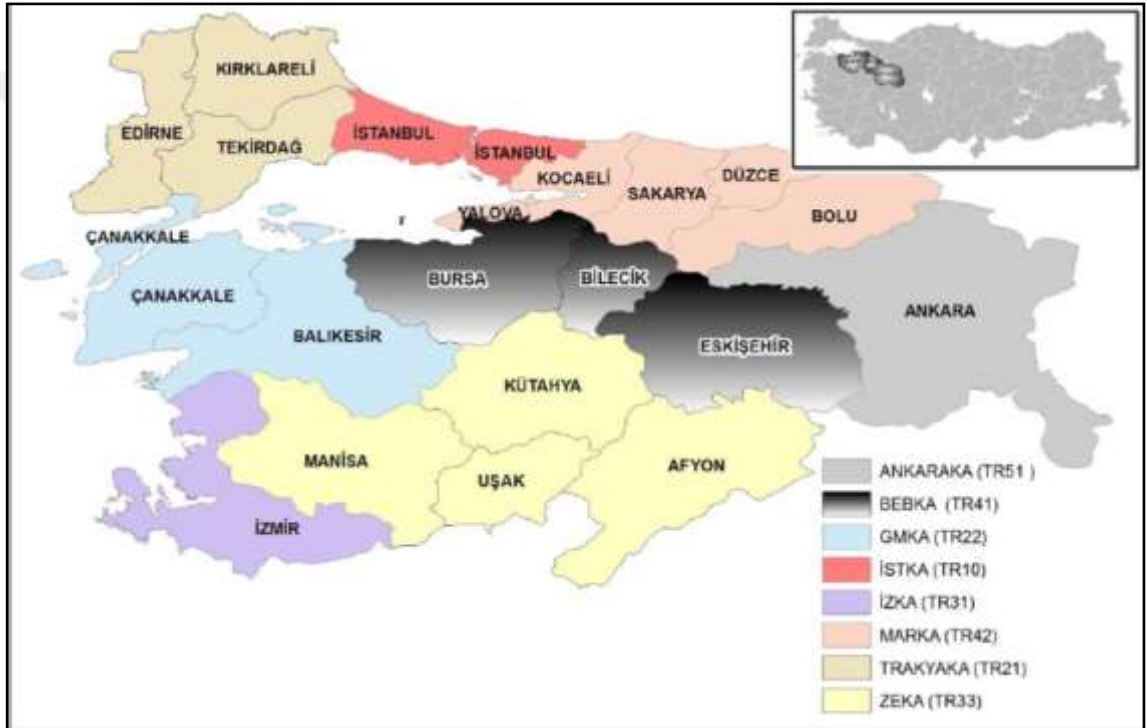 KIRKLARELİ
EDİRNE
TEKİRDAĞ
İSTANBUL
İSTANBUL
KOCAELİ
SAKARYA
DÜZCE
YALOVA
BOLU
ÇANAKKALE
ÇANAKKALE
BURSA
BİLECİK
ANKARA
BALIKESİR
ESKİŞEHİR
KÜTAHYA
MANİSA
UŞAK
AFYON
İZMİR
ANKARAKA (TR51 )
BEBKA (TR41)
GMKA (TR22)
İSTKA (TR10)
İZKA (TR31)
MARKA (TR42)
TRAKYAKA (TR21)
ZEKA (TR33)